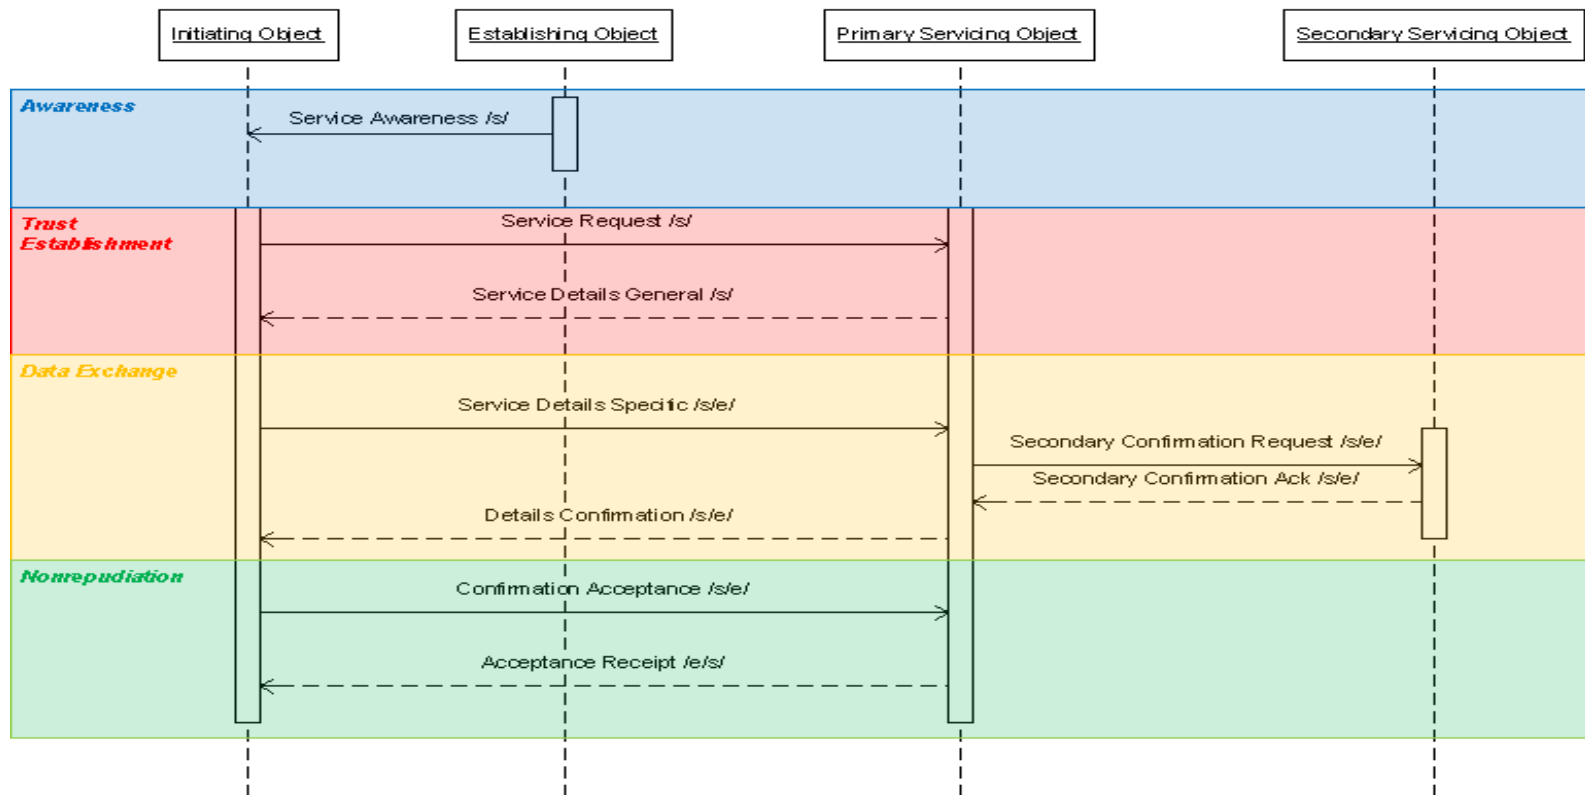 Initiating Object
Establishing Object
Primary Servicing Object
Secondary Servicing Object
Awareness
Service Awareness /s/
Trust
Establishment
Service Request /s/
Service Details General /s/
Data Exchange
Service Details Specific /s/e/
Secondary Confirmation Request /s/e/
Secondary Confirmation Ack /s/e/
Details Confirmation /s/e/
Nonrepudiation
Confirmation Acceptance /s/e/
Acceptance Receipt /e/s/